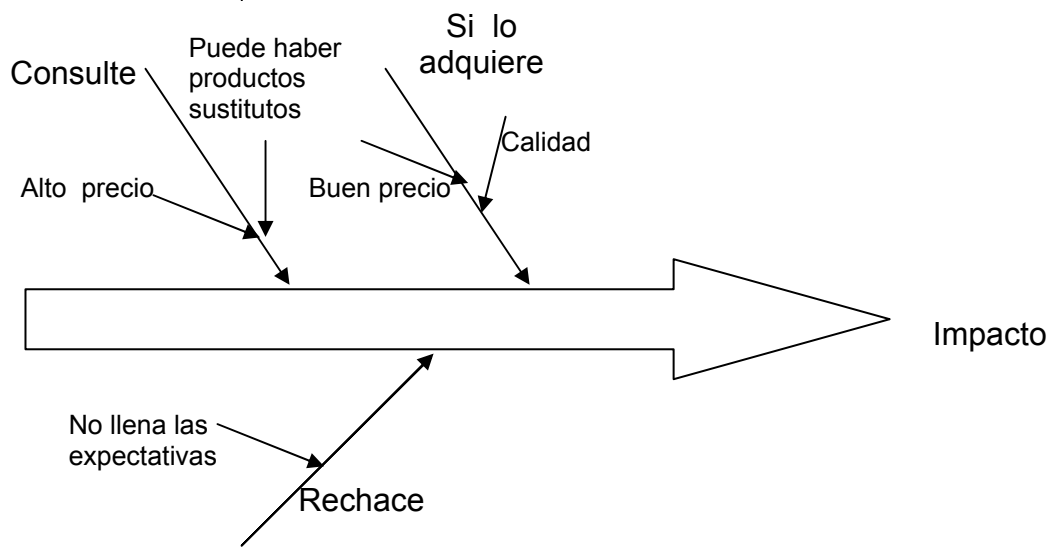 Si lo
adquiere
Puede haber
productos
sustitutos
Consulte
Calidad
Alto precio
Buen precio
Impacto
No llena las
expectativas
Rechace